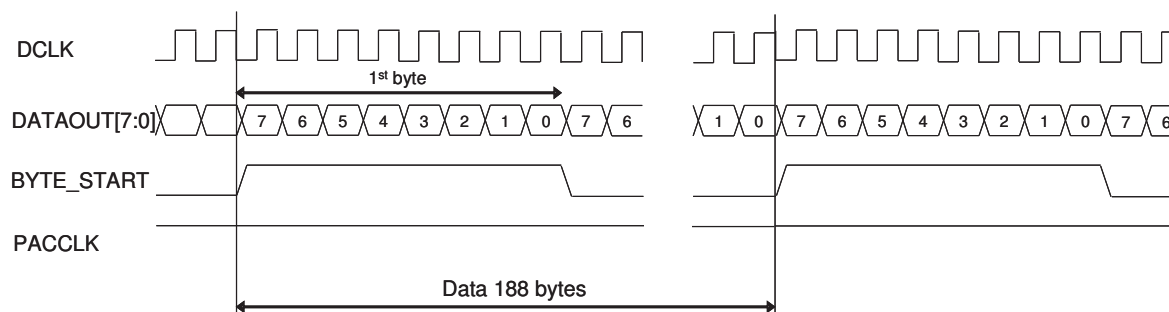 DCLK
1st byte
DATAOUT[7:0] 7 6 5 4 3 2 1 0 7 6 1 0 7 6 5 4 3 2 1 0 7 6
BYTE_START
PACCLK
Data 188 bytes